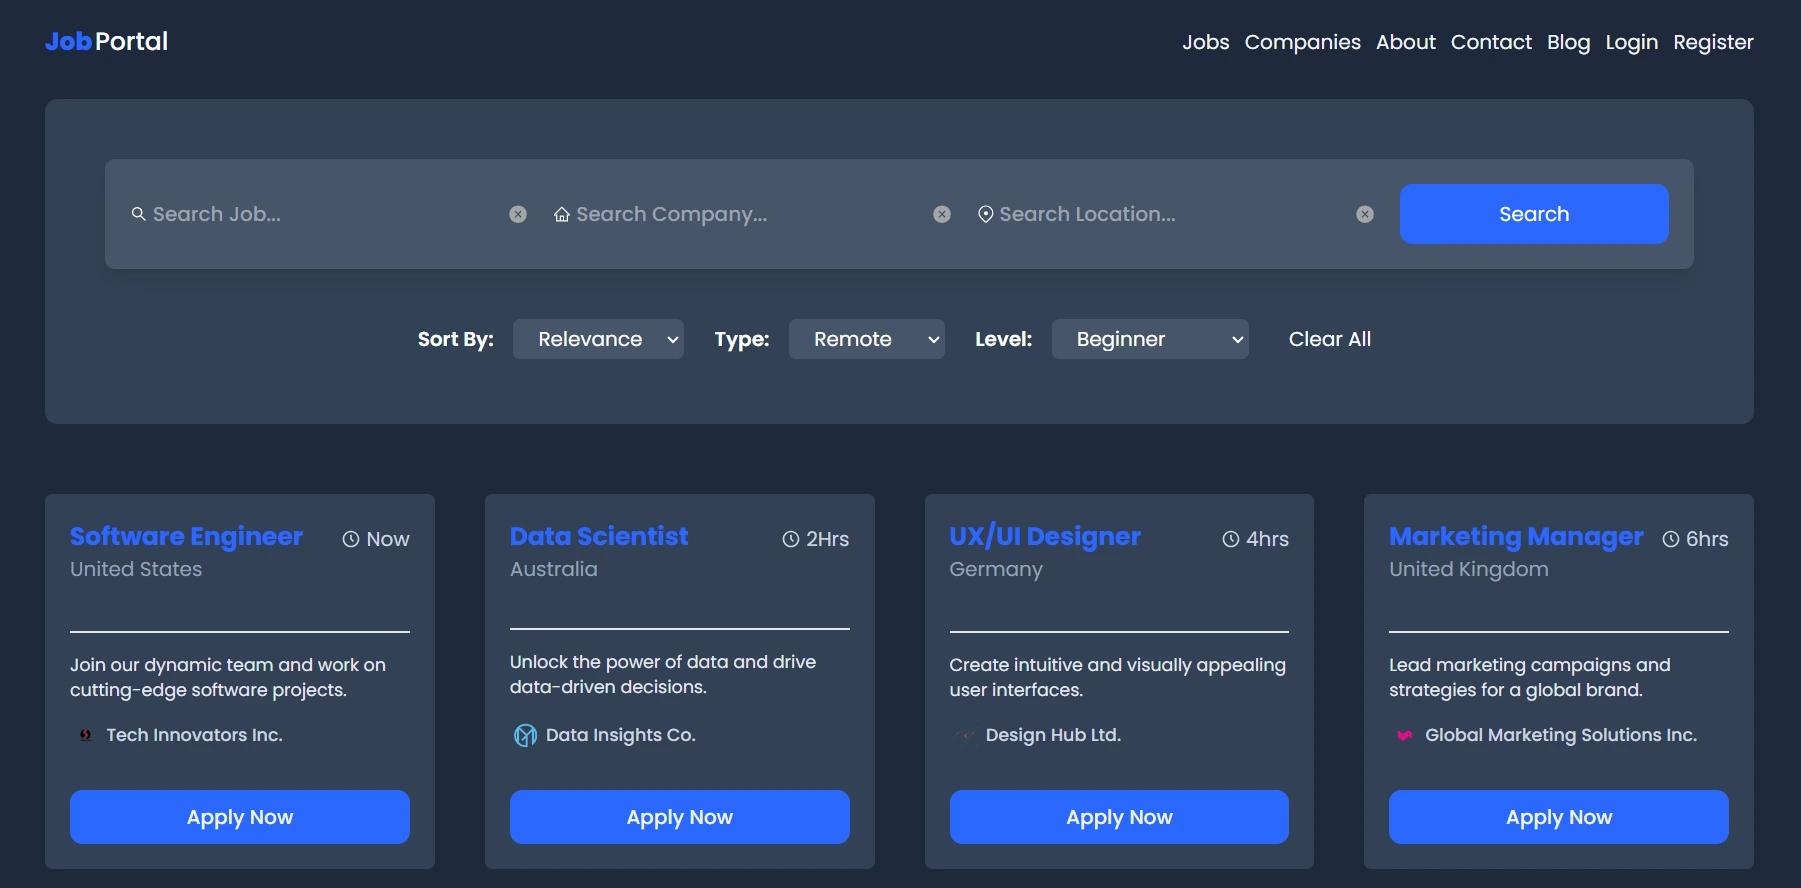 JobPortal
Jobs Companies About Contact Blog Login Register
Search Job...
Search Company...
Search Location...
Search
Sort By: Relevance Type: Remote Level: Beginner Clear All
Software Engineer Now
United States
Join our dynamic team and work on
cutting-edge software projects.
Tech Innovators Inc.
Apply Now
Data Scientist 2Hrs
Australia
Unlock the power of data and drive
data-driven decisions.
Data Insights Co.
Apply Now
UX/UI Designer 4hrs
Germany
Create intuitive and visually appealing
user interfaces.
Design Hub Ltd.
Apply Now
Marketing Manager 6hrs
United Kingdom
Lead marketing campaigns and
strategies for a global brand.
Global Marketing Solutions Inc.
Apply Now